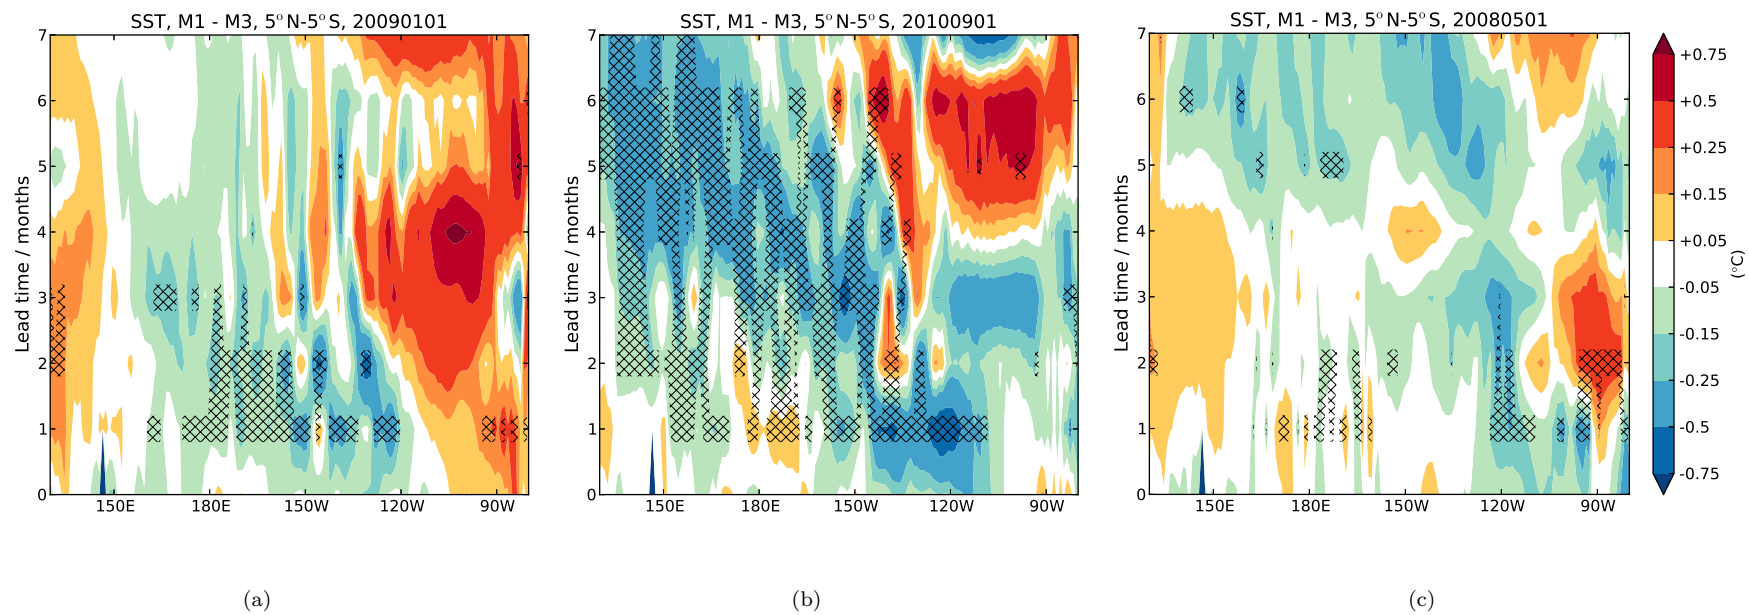 SST, M1 - M3, 5° N-5° S, 20090101
SST, M1 - M3, 5° N-5° S, 20100901
SST, M1 - M3, 5° N-5° S, 20080501
Lead time / months
7
6
5
4
3
2
1
0
150E
180E
150W
120W
90W
Lead time / months
7
6
5
4
3
2
1
0
150E
180E
150W
120W
90W
Lead time / months
7
6
5
4
3
2
1
0
150E
180E
150W
120W
90W
+0.75
+0.5
+0.25
+0.15
+0.05
-0.05
-0.15
-0.25
-0.5
-0.75
(°C)
(a)
(b)
(c)